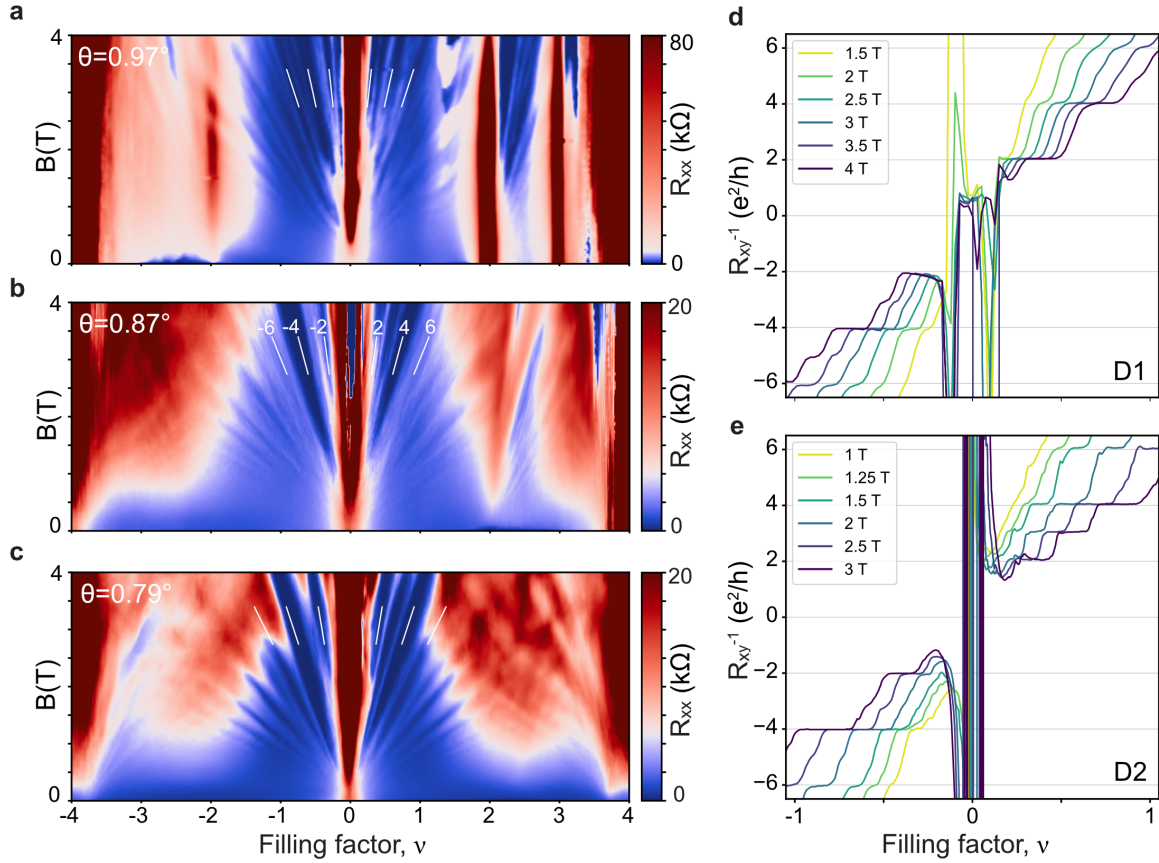 a
θ=0.97°
4
B(T)
0
80
Rxx (kΩ)
0
b
θ=0.87°
-6 -4 -2 2 4 6
4
B(T)
0
20
Rxx (kΩ)
0
c
θ=0.79°
4
B(T)
0
20
Rxx (kΩ)
0
-4 -3 -2 -1 0 1 2 3 4
Filling factor, ν
d
1.5 T
2 T
2.5 T
3 T
3.5 T
4 T
6
4
2
0
−2
−4
−6
Rxy⁻¹ (e²/h)
D1
e
1 T
1.25 T
1.5 T
2 T
2.5 T
3 T
6
4
2
0
−2
−4
−6
Rxy⁻¹ (e²/h)
D2
-1 0 1
Filling factor, ν